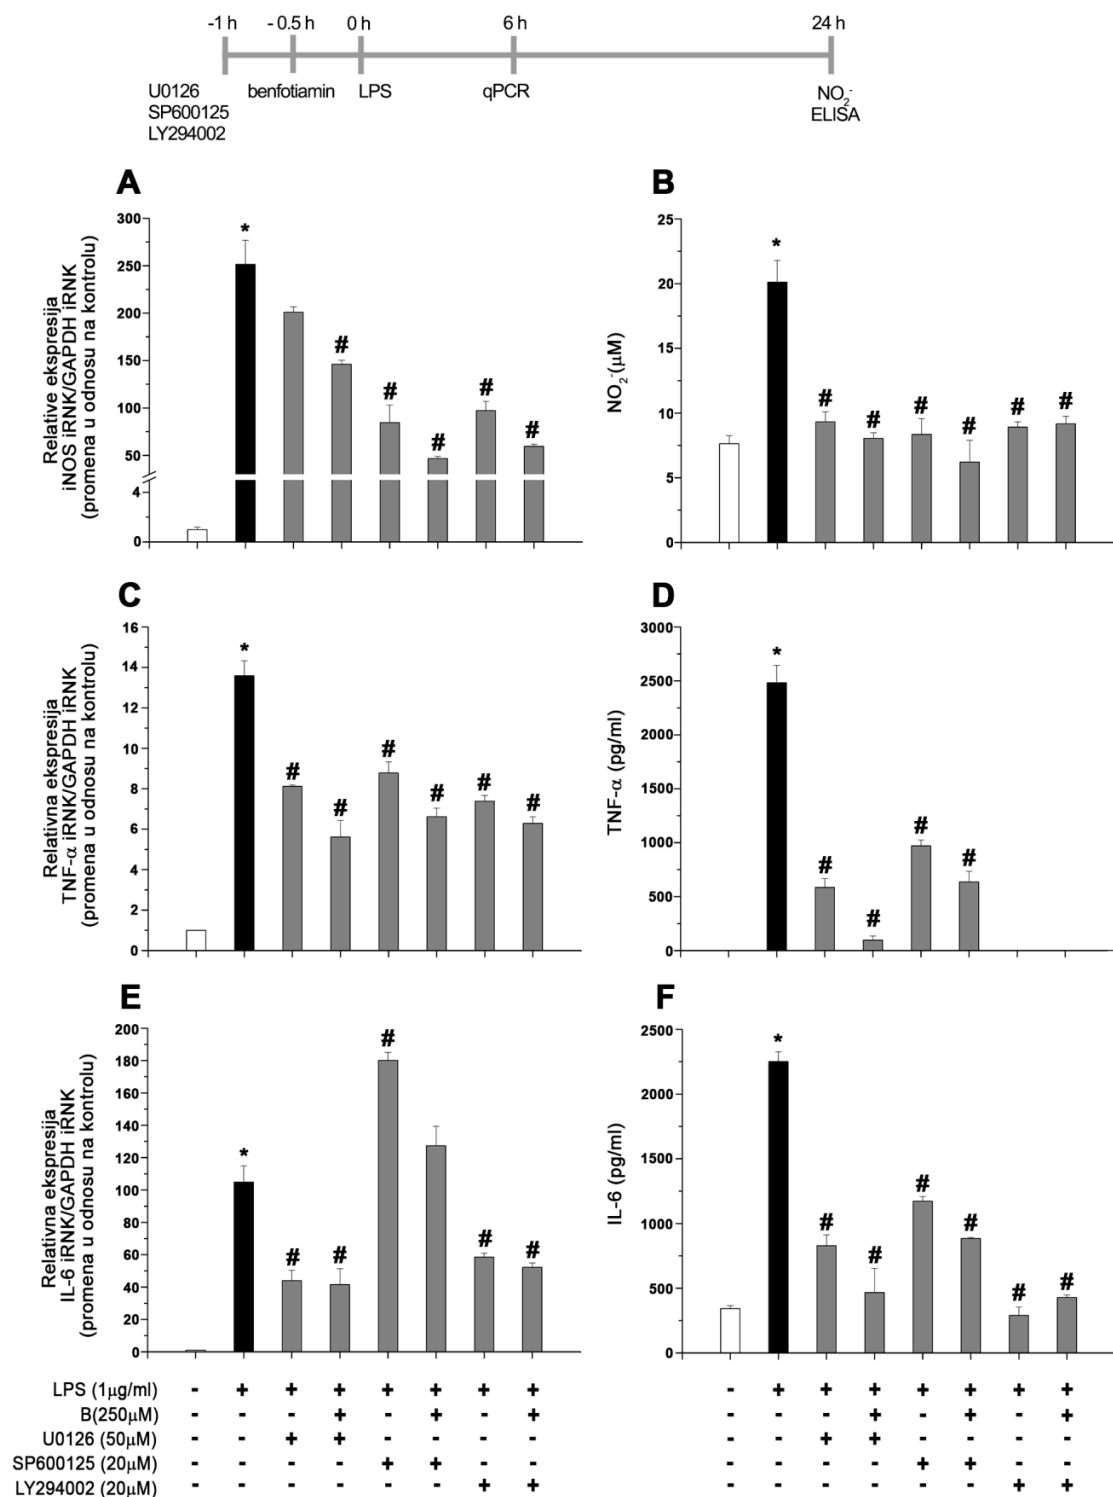 -1 h
- 0.5 h
0 h
6 h
24 h
U0126
SP600125
LY294002
benfotiamin
LPS
qPCR
NO₂⁻
ELISA
A
Relative ekspresija
iNOS iRNK/GAPDH iRNK
(promena u odnosu na kontrolu)
300
250
200
150
100
50
4
0
*
#
#
#
#
#
B
NO₂⁻(µM)
25
20
15
10
5
0
*
#
#
#
#
#
#
C
Relativna ekspresija
TNF-α iRNK/GAPDH iRNK
(promena u odnosu na kontrolu)
16
14
12
10
8
6
4
2
0
*
#
#
#
#
#
#
D
TNF-α (pg/ml)
3000
2500
2000
1500
1000
500
0
*
#
#
#
#
E
Relativna ekspresija
IL-6 iRNK/GAPDH iRNK
(promena u odnosu na kontrolu)
200
180
160
140
120
100
80
60
40
20
0
*
#
#
#
#
#
F
IL-6 (pg/ml)
2500
2000
1500
1000
500
0
*
#
#
#
#
#
#
LPS (1µg/ml) - + + + + + + + - + + + + + + +
B(250µM) - - - + - + - + - - - + - + - +
U0126 (50µM) - - + + - - - - - - + + - - - -
SP600125 (20µM) - - - - + + - - - - - - + + - -
LY294002 (20µM) - - - - - - + + - - - - - - + +